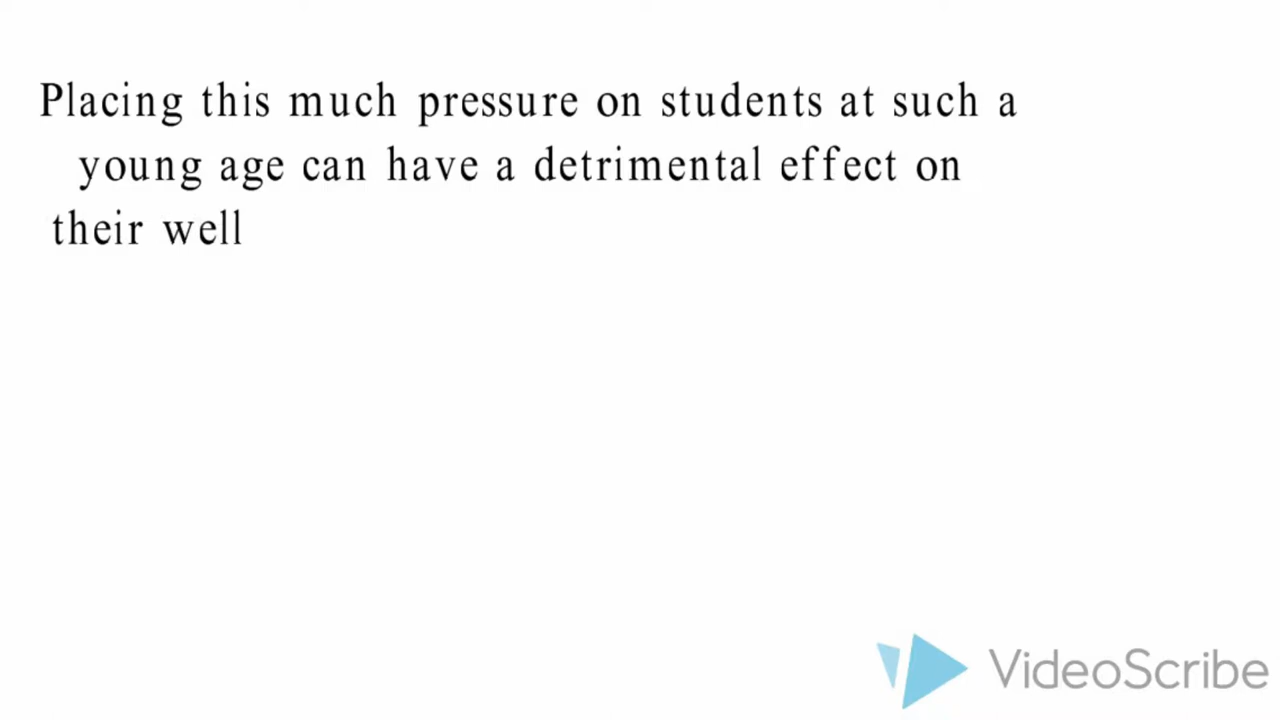 Placing this much pressure on students at such a
young age can have a detrimental effect on
their well
VideoScribe